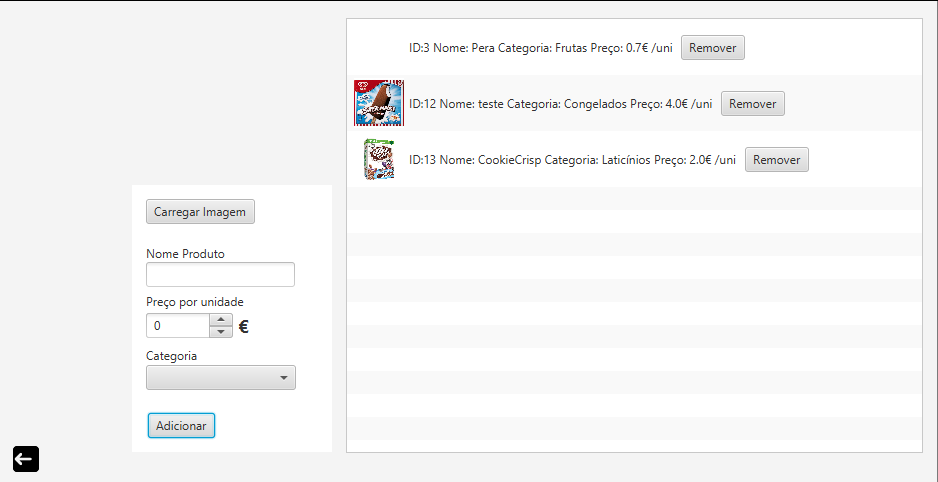 ID:3 Nome: Pera Categoria: Frutas Preço: 0.7€ /uni Remover
ID:12 Nome: teste Categoria: Congelados Preço: 4.0€ /uni Remover
ID:13 Nome: CookieCrisp Categoria: Laticínios Preço: 2.0€ /uni Remover
Carregar Imagem
Nome Produto
Preço por unidade
0 €
Categoria
Adicionar